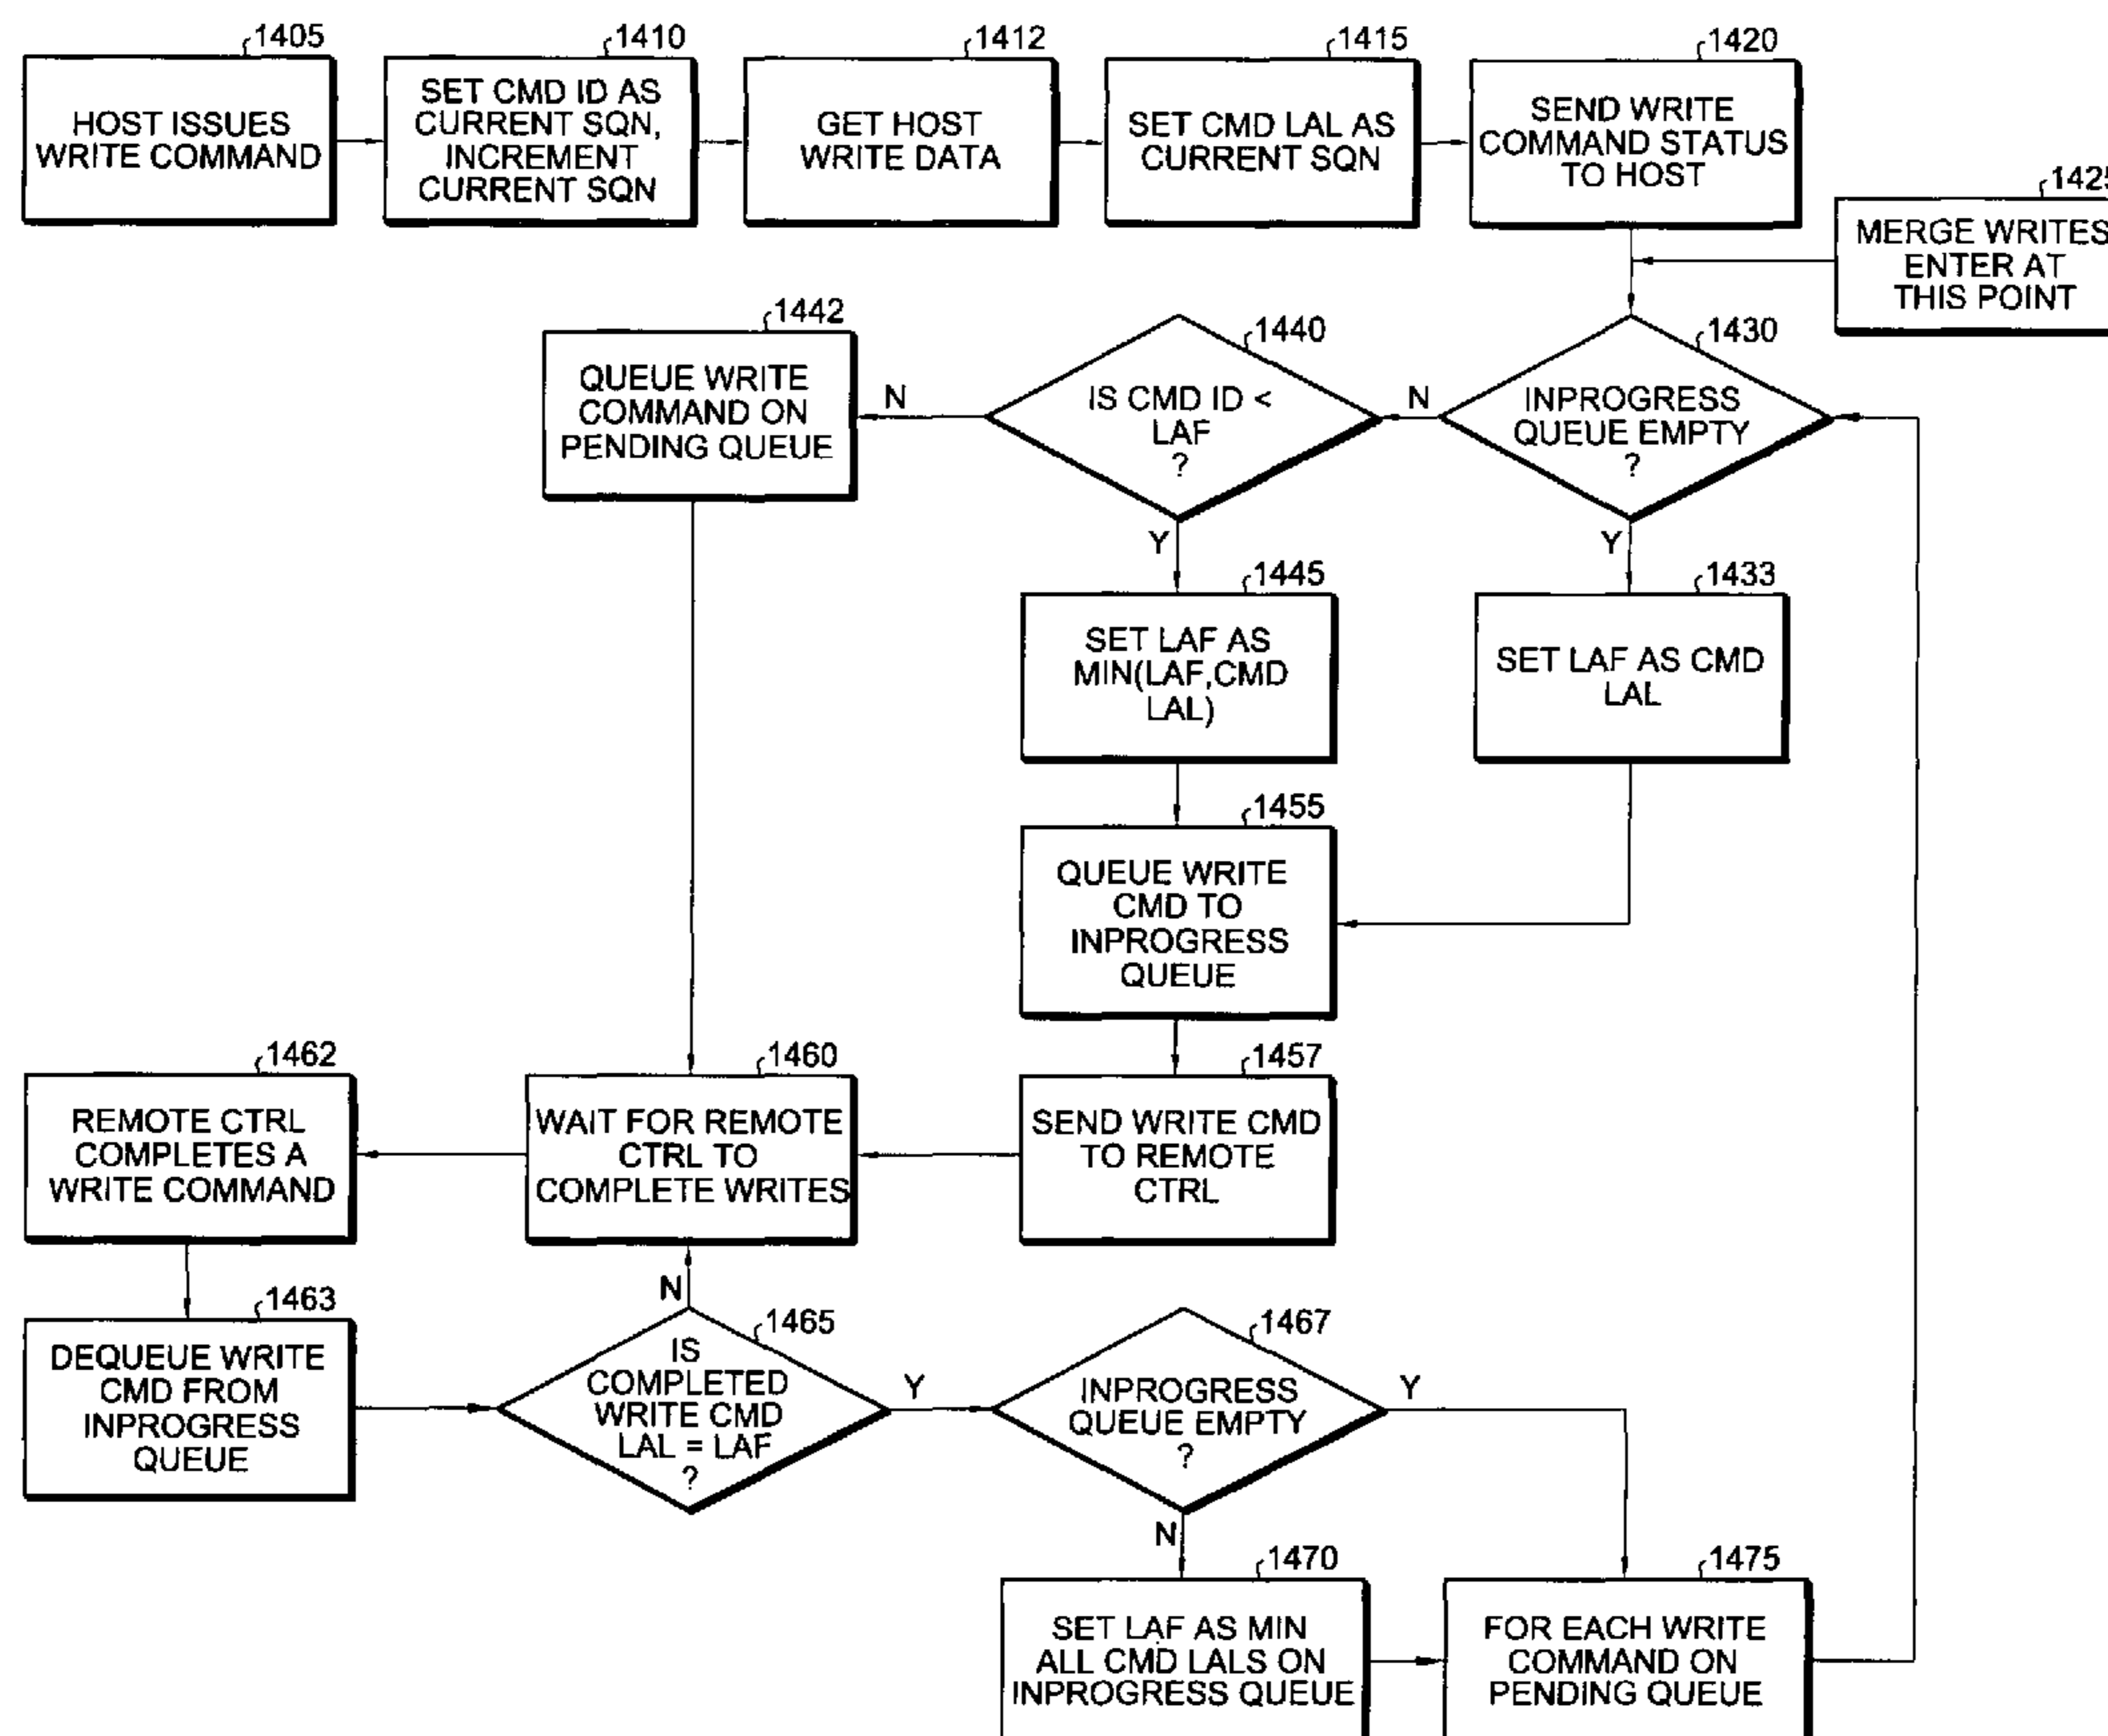 1405
HOST ISSUES
WRITE COMMAND
1410
SET CMD ID AS
CURRENT SQN,
INCREMENT
CURRENT SQN
1412
GET HOST
WRITE DATA
1415
SET CMD LAL AS
CURRENT SQN
1420
SEND WRITE
COMMAND STATUS
TO HOST
1425
MERGE WRITES
ENTER AT
THIS POINT
1442
QUEUE WRITE
COMMAND ON
PENDING QUEUE
N
1440
IS CMD ID <
LAF
?
N
1430
INPROGRESS
QUEUE EMPTY
?
Y
Y
1445
SET LAF AS
MIN(LAF,CMD
LAL)
1433
SET LAF AS CMD
LAL
1455
QUEUE WRITE
CMD TO
INPROGRESS
QUEUE
1462
REMOTE CTRL
COMPLETES A
WRITE COMMAND
1460
WAIT FOR REMOTE
CTRL TO
COMPLETE WRITES
1457
SEND WRITE CMD
TO REMOTE
CTRL
N
1463
DEQUEUE WRITE
CMD FROM
INPROGRESS
QUEUE
1465
IS
COMPLETED
WRITE CMD
LAL = LAF
?
Y
1467
INPROGRESS
QUEUE EMPTY
?
Y
N
1470
SET LAF AS MIN
ALL CMD LALS ON
INPROGRESS QUEUE
1475
FOR EACH WRITE
COMMAND ON
PENDING QUEUE